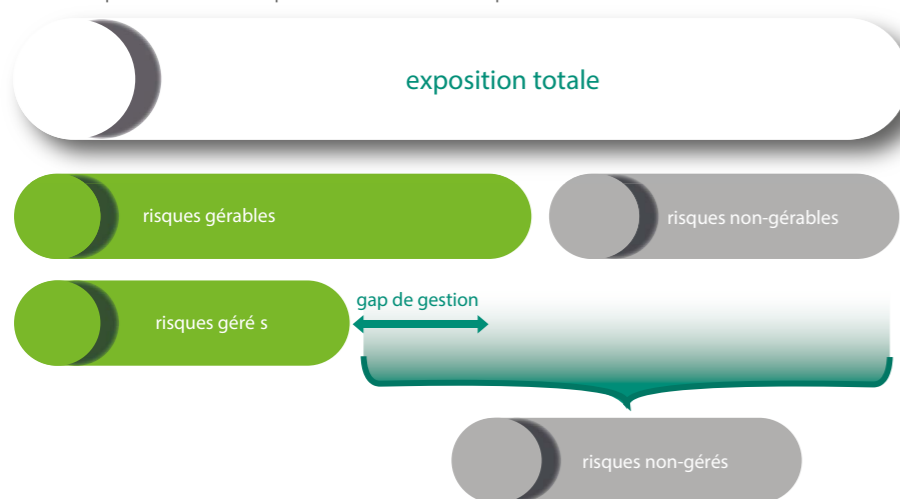 exposition totale
risques gérables
risques non-gérables
gap de gestion
risques géré s
risques non-gérés